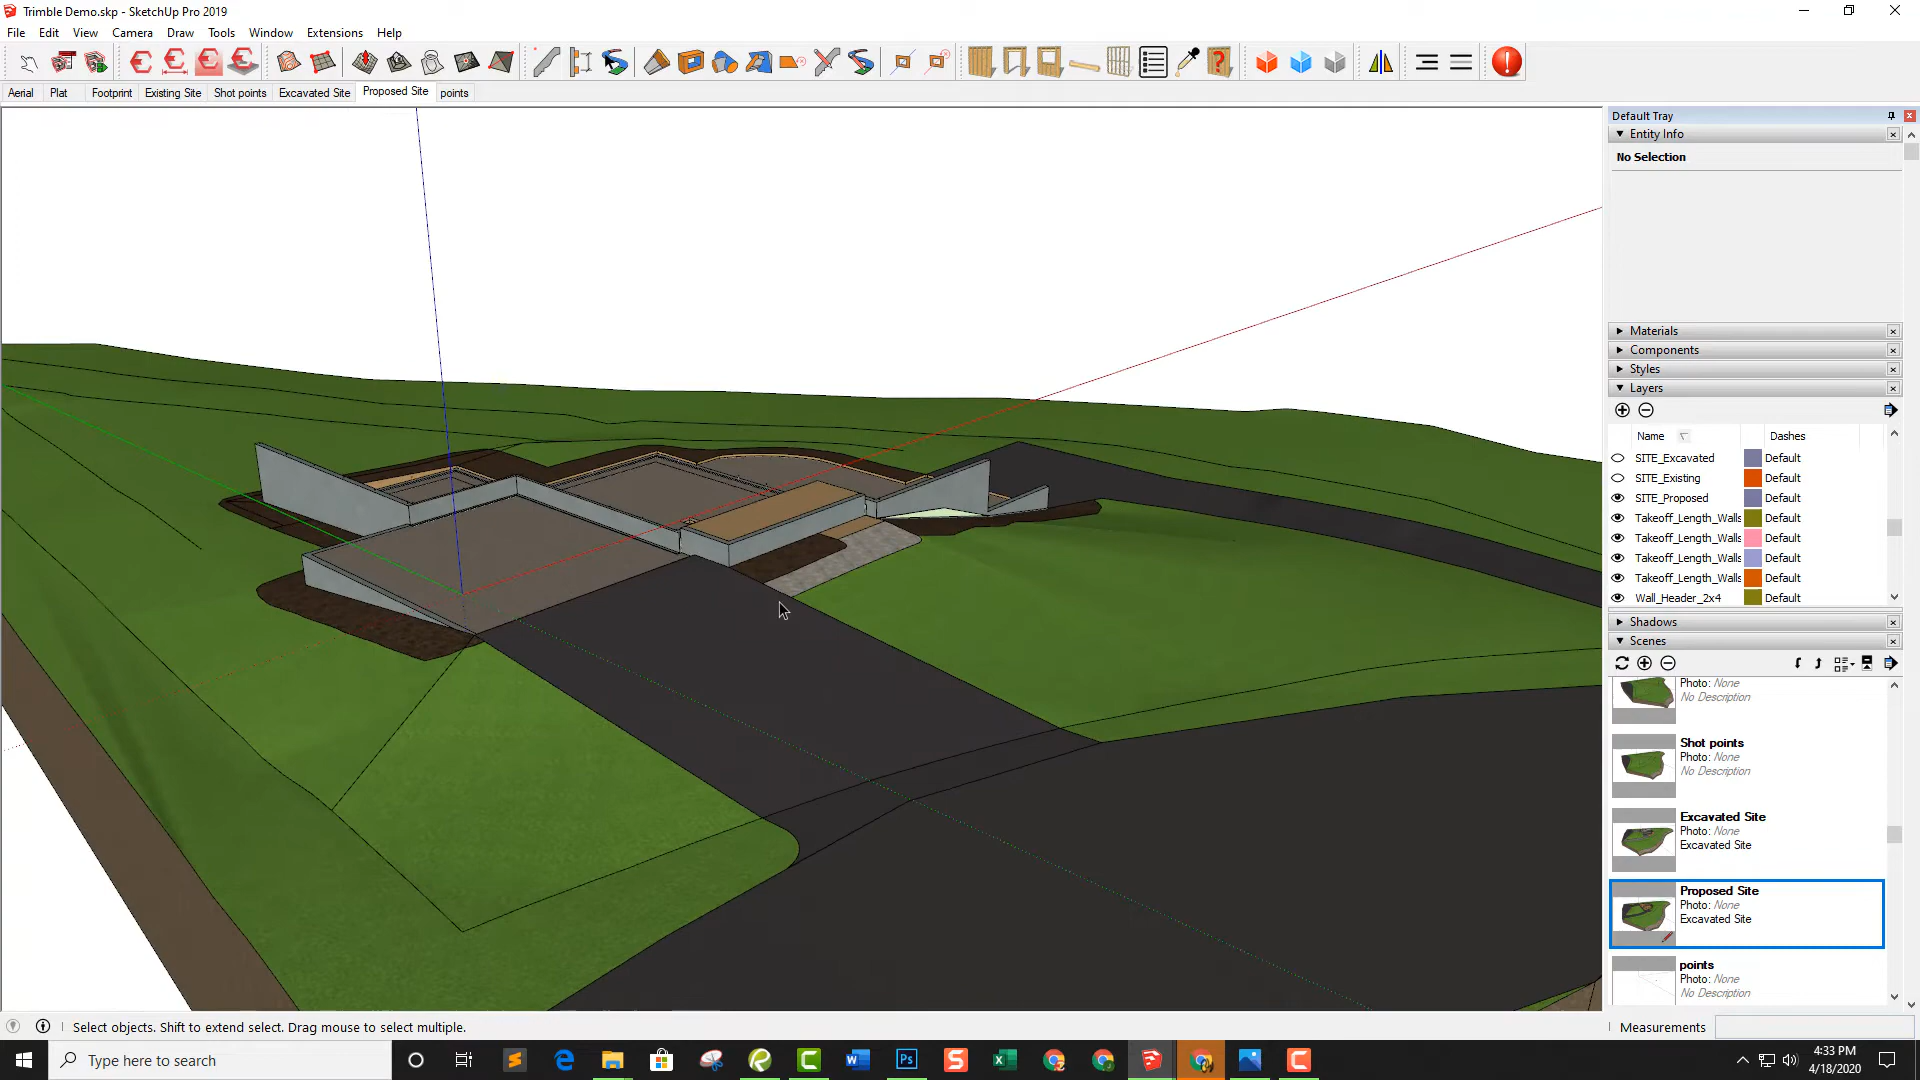 Trimble Demo.skp - SketchUp Pro 2019
File Edit View Camera Draw Tools Window Extensions Help
Aerial Plat Footprint Existing Site Shot points Excavated Site Proposed Site points
Default Tray
Entity Info
No Selection
Materials
Components
Styles
Layers
Name Dashes
SITE_Excavated Default
SITE_Existing Default
SITE_Proposed Default
Takeoff_Length_Walls Default
Takeoff_Length_Walls Default
Takeoff_Length_Walls Default
Takeoff_Length_Walls Default
Wall_Header_2x4 Default
Shadows
Scenes
Photo: None
No Description
Shot points
Photo: None
No Description
Excavated Site
Photo: None
Excavated Site
Proposed Site
Photo: None
Excavated Site
points
Photo: None
No Description
Select objects. Shift to extend select. Drag mouse to select multiple.
Measurements
Type here to search
4:33 PM
4/18/2020